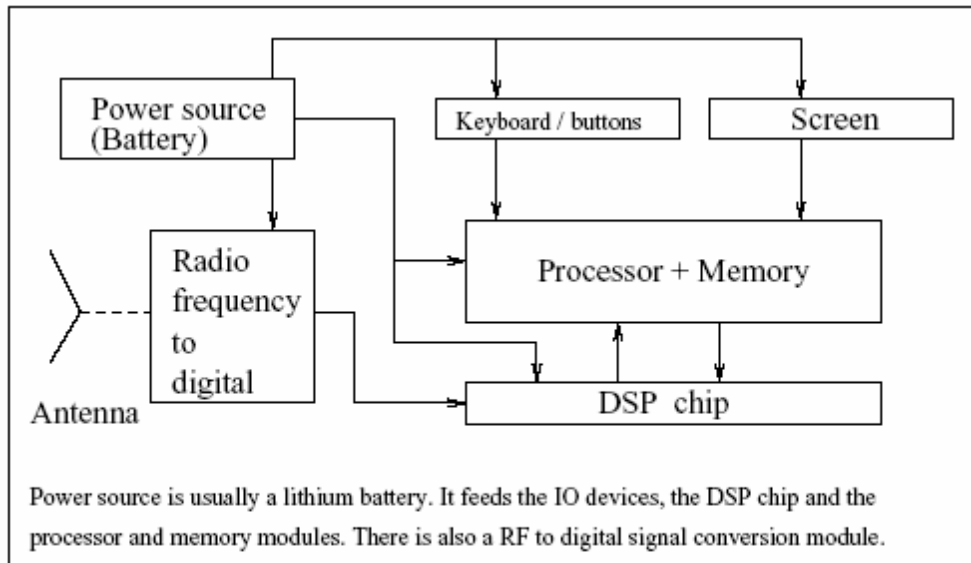 Power source
(Battery)
Keyboard / buttons
Screen
Radio
frequency
to
digital
Processor + Memory
Antenna
DSP chip
Power source is usually a lithium battery. It feeds the IO devices, the DSP chip and the
processor and memory modules. There is also a RF to digital signal conversion module.